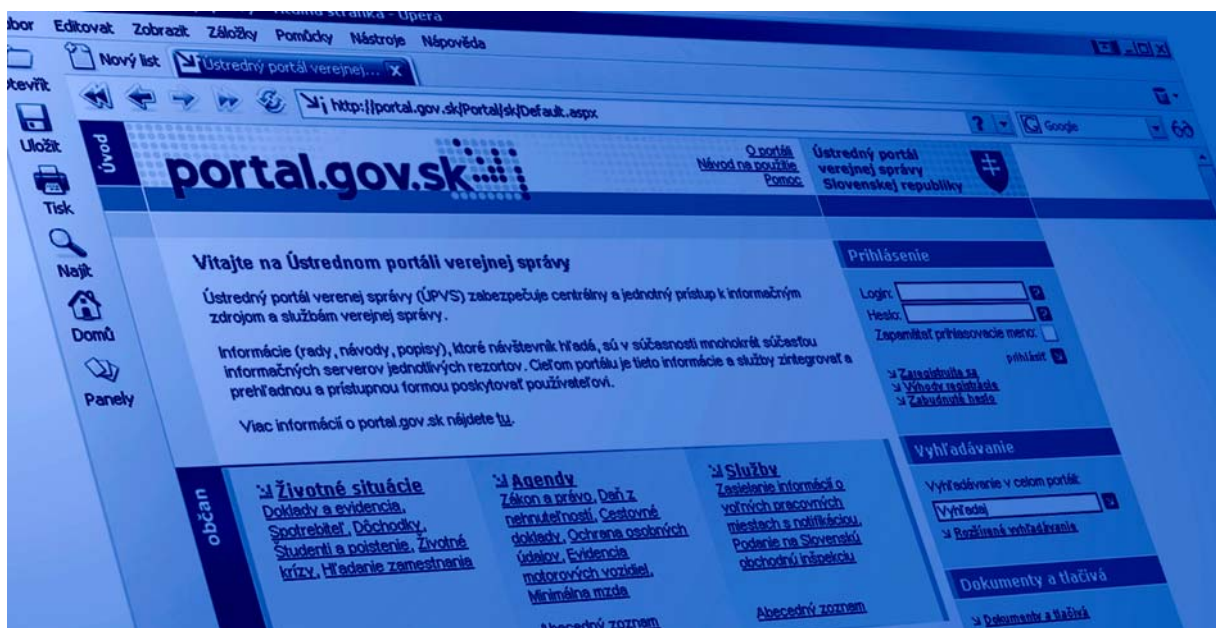 Editovat Zobrazit Záložky Pomůcky Nástroje Nápověda
Nový list
Ústredný portál verejnej...
Uložit
Tisk
Najít
Domů
Panely
http://portal.gov.sk/Portal/sk/Default.aspx
Google
Úvod
portal.gov.sk
O portáli
Návod na použitie
Pomoc
Ústredný portál
verejnej správy
Slovenskej republiky
Vitajte na Ústrednom portáli verejnej správy
Ústredný portál verenej správy (ÚPVS) zabezpečuje centrálny a jednotný prístup k informačným
zdrojom a službám verejnej správy.
Informácie (rady, návody, popisy), ktoré návštevník hľadá, sú v súčasnosti mnohokrát súčasťou
informačných serverov jednotlivých rezortov. Cieľom portálu je tieto informácie a služby zintegrovať a
prehľadnou a prístupnou formou poskytovať používateľovi.
Viac informácií o portal.gov.sk nájdete tu.
Prihlásenie
Login:
Heslo:
Zapamätať prihlasovacie meno:
prihlásiť
Zaregistrujte sa
Výhody registrácie
Zabudnuté heslo
Vyhľadávanie
Vyhľadávanie v celom portáli:
Vyhľadaj
Rozšírené vyhľadávanie
Dokumenty a tlačivá
Dokumenty a tlačivá
občan
Životné situácie
Doklady a evidencia,
Spotrebiteľ, Dôchodky,
Študenti a poistenie, Životné
krízy, Hľadanie zamestnania
Agendy
Zákon a právo, Daň z
nehnuteľností, Cestovné
doklady, Ochrana osobných
údajov, Evidencia
motorových vozidiel,
Minimálna mzda
Abecedný zoznam
Služby
Zasielanie informácií o
voľných pracovných
miestach s notifikáciou,
Podanie na Slovenskú
obchodnú inšpekciu
Abecedný zoznam